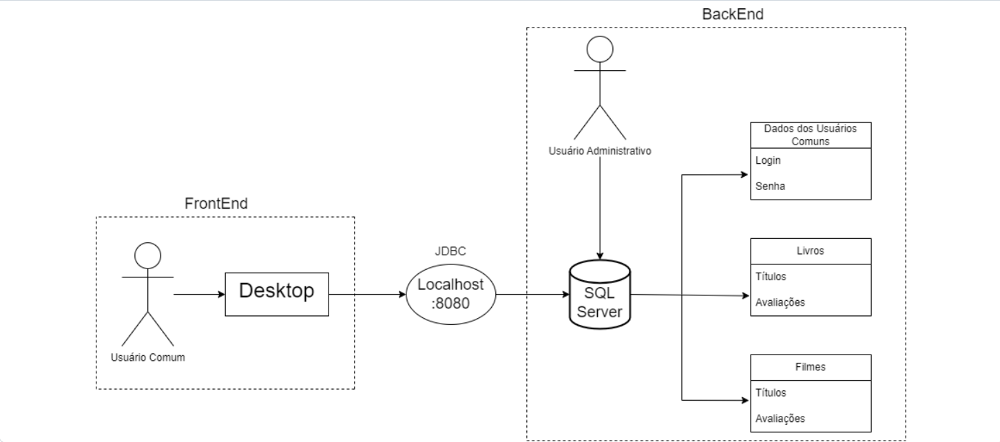 BackEnd
Usuário Administrativo
Dados dos Usuários
Comuns
Login
Senha
FrontEnd
Usuário Comum
Desktop
JDBC
Localhost
:8080
SQL
Server
Livros
Títulos
Avaliações
Filmes
Títulos
Avaliações